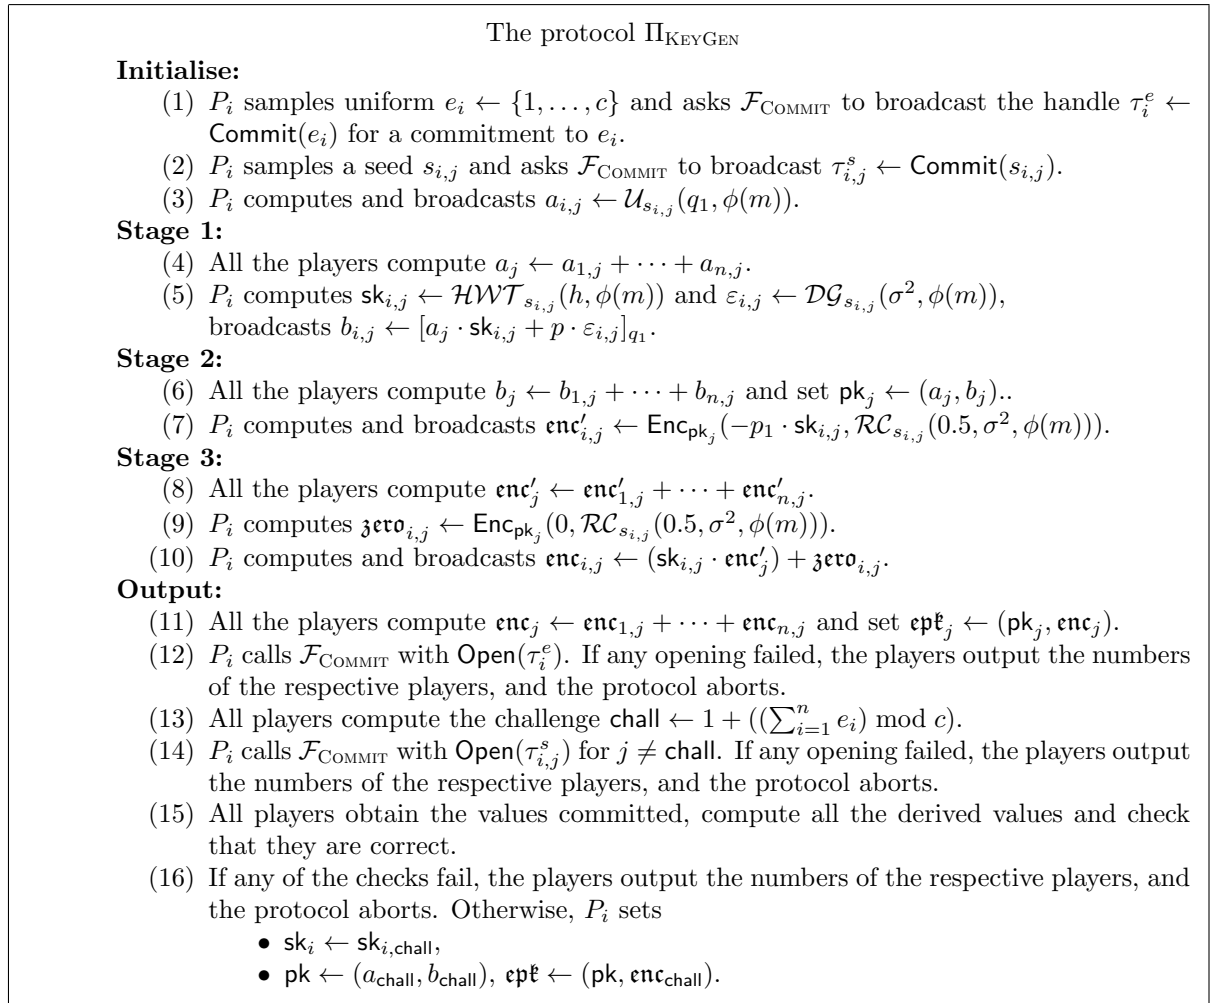 The protocol Π_KEYGEN
Initialise:
(1) P_i samples uniform e_i ← {1, . . . , c} and asks F_COMMIT to broadcast the handle τ_i^e ←
Commit(e_i) for a commitment to e_i.
(2) P_i samples a seed s_{i,j} and asks F_COMMIT to broadcast τ_{i,j}^s ← Commit(s_{i,j}).
(3) P_i computes and broadcasts a_{i,j} ← U_{s_{i,j}}(q_1, ϕ(m)).
Stage 1:
(4) All the players compute a_j ← a_{1,j} + · · · + a_{n,j}.
(5) P_i computes sk_{i,j} ← HWT_{s_{i,j}}(h, ϕ(m)) and ε_{i,j} ← DG_{s_{i,j}}(σ^2, ϕ(m)),
broadcasts b_{i,j} ← [a_j · sk_{i,j} + p · ε_{i,j}]_{q_1}.
Stage 2:
(6) All the players compute b_j ← b_{1,j} + · · · + b_{n,j} and set pk_j ← (a_j, b_j)..
(7) P_i computes and broadcasts 𝔢𝔫𝔠′_{i,j} ← Enc_{pk_j}(−p_1 · sk_{i,j}, RC_{s_{i,j}}(0.5, σ^2, ϕ(m))).
Stage 3:
(8) All the players compute 𝔢𝔫𝔠′_j ← 𝔢𝔫𝔠′_{1,j} + · · · + 𝔢𝔫𝔠′_{n,j}.
(9) P_i computes 𝔷𝔢𝔯𝔬_{i,j} ← Enc_{pk_j}(0, RC_{s_{i,j}}(0.5, σ^2, ϕ(m))).
(10) P_i computes and broadcasts 𝔢𝔫𝔠_{i,j} ← (sk_{i,j} · 𝔢𝔫𝔠′_j) + 𝔷𝔢𝔯𝔬_{i,j}.
Output:
(11) All the players compute 𝔢𝔫𝔠_j ← 𝔢𝔫𝔠_{1,j} + · · · + 𝔢𝔫𝔠_{n,j} and set 𝔢𝔭𝔨_j ← (pk_j, 𝔢𝔫𝔠_j).
(12) P_i calls F_COMMIT with Open(τ_i^e). If any opening failed, the players output the numbers
of the respective players, and the protocol aborts.
(13) All players compute the challenge chall ← 1 + ((∑_{i=1}^n e_i) mod c).
(14) P_i calls F_COMMIT with Open(τ_{i,j}^s) for j ≠ chall. If any opening failed, the players output
the numbers of the respective players, and the protocol aborts.
(15) All players obtain the values committed, compute all the derived values and check
that they are correct.
(16) If any of the checks fail, the players output the numbers of the respective players, and
the protocol aborts. Otherwise, P_i sets
• sk_i ← sk_{i,chall},
• pk ← (a_chall, b_chall), 𝔢𝔭𝔨 ← (pk, 𝔢𝔫𝔠_chall).